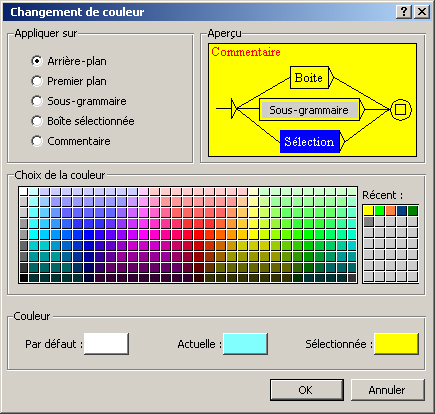 Changement de couleur
Appliquer sur
Arrière-plan
Premier plan
Sous-grammaire
Boîte sélectionnée
Commentaire
Aperçu
Commentaire
Boite
Sous-grammaire
Sélection
Choix de la couleur
Récent :
Couleur
Par défaut :
Actuelle :
Sélectionnée :
OK
Annuler